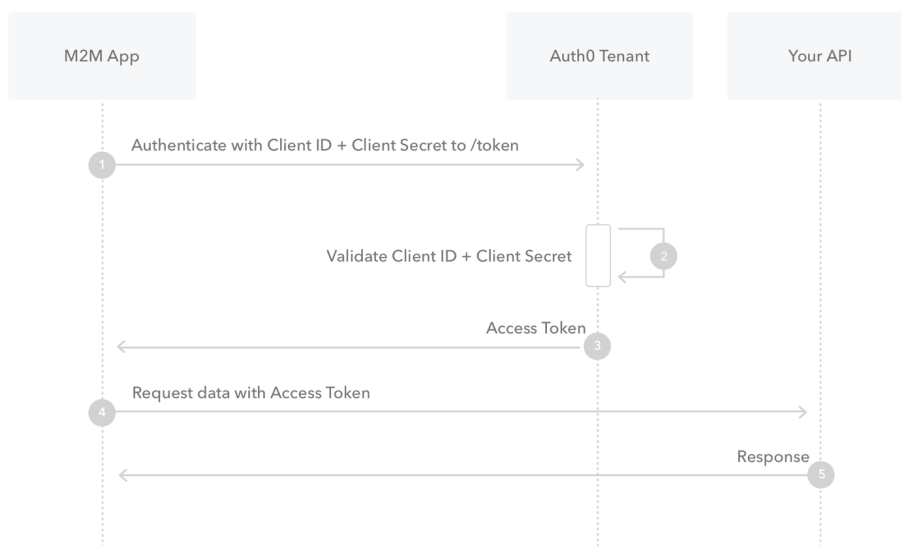 M2M App
Auth0 Tenant
Your API
Authenticate with Client ID + Client Secret to /token
1
Validate Client ID + Client Secret
2
Access Token
3
Request data with Access Token
4
Response
5